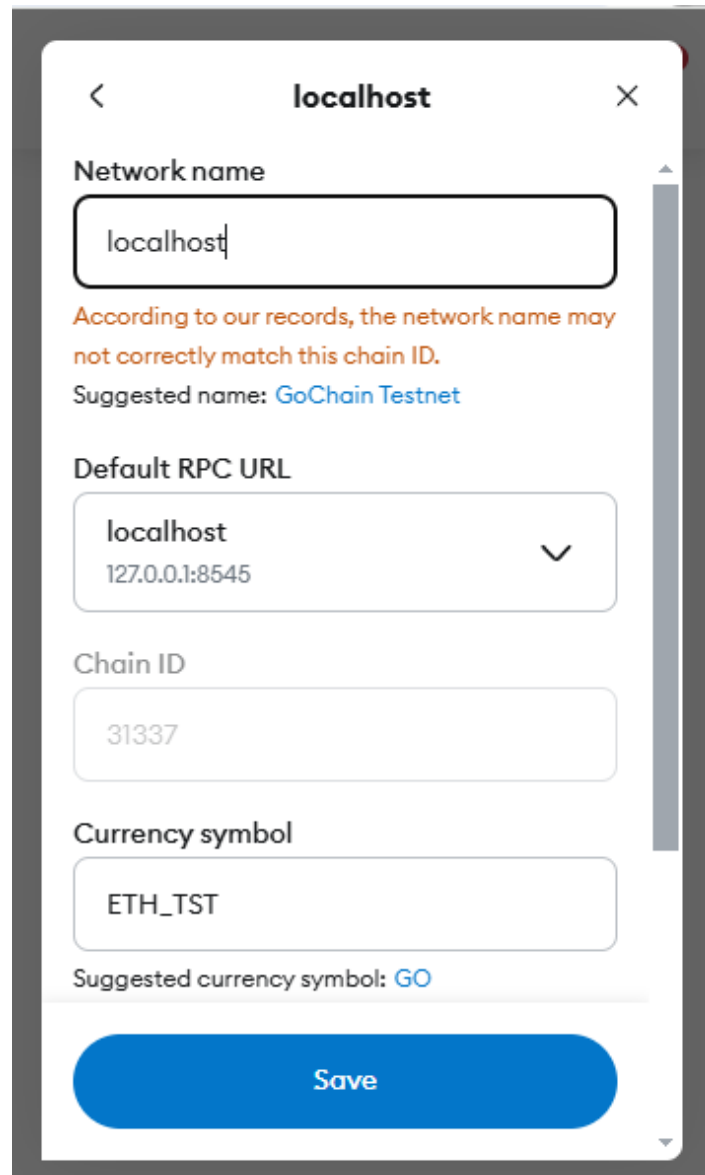 localhost
Network name
localhost
According to our records, the network name may
not correctly match this chain ID.
Suggested name: GoChain Testnet
Default RPC URL
localhost
127.0.0.1:8545
Chain ID
31337
Currency symbol
ETH_TST
Suggested currency symbol: GO
Save